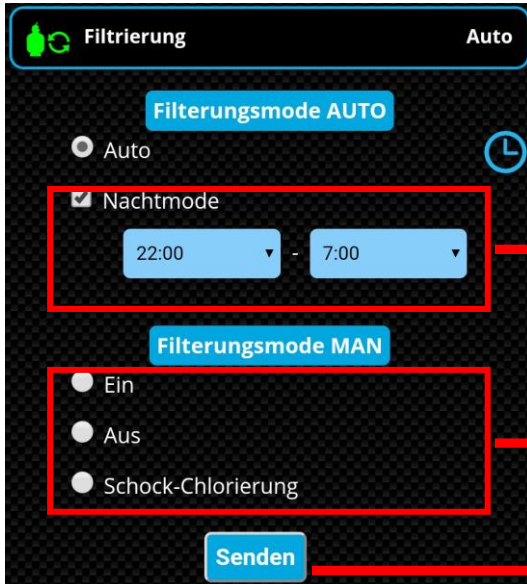 Filtrierung Auto
Filterungsmode AUTO
Auto
Nachtmode
22:00 - 7:00
Filterungsmode MAN
Ein
Aus
Schock-Chlorierung
Senden